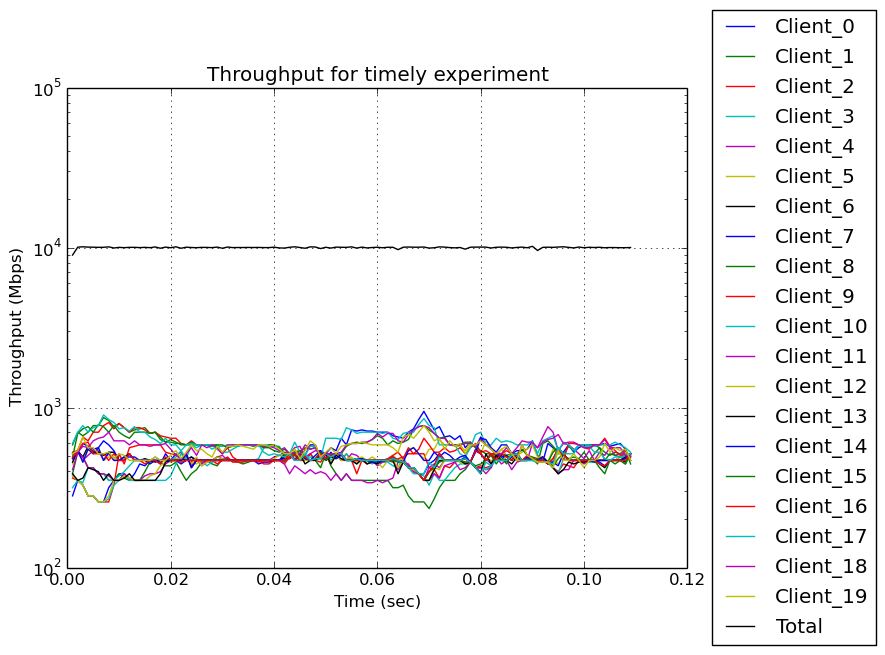 Throughput for timely experiment
Throughput (Mbps)
10^5
10^4
10^3
10^2
0.00 0.02 0.04 0.06 0.08 0.10 0.12
Time (sec)
Client_0
Client_1
Client_2
Client_3
Client_4
Client_5
Client_6
Client_7
Client_8
Client_9
Client_10
Client_11
Client_12
Client_13
Client_14
Client_15
Client_16
Client_17
Client_18
Client_19
Total